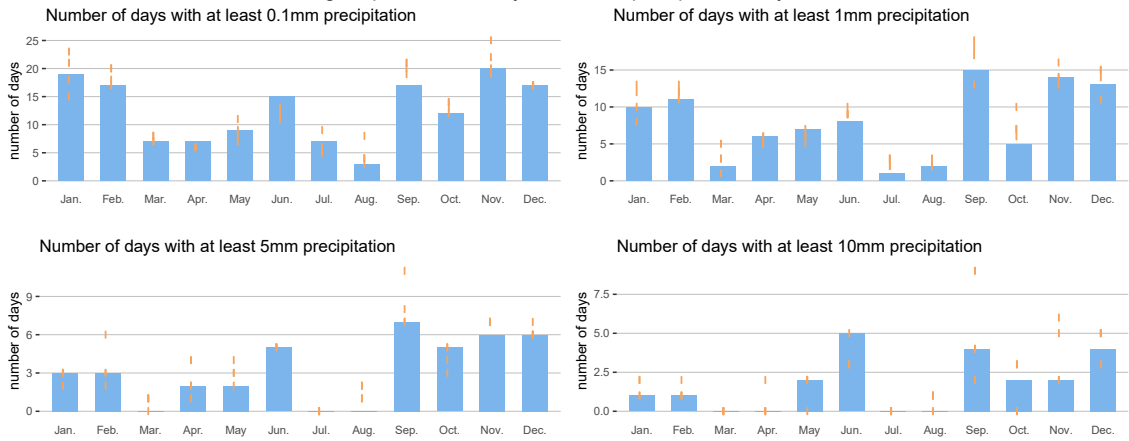 Number of days with at least 0.1mm precipitation
number of days
25
20
15
10
5
0
Jan. Feb. Mar. Apr. May Jun. Jul. Aug. Sep. Oct. Nov. Dec.
Number of days with at least 1mm precipitation
number of days
15
10
5
0
Jan. Feb. Mar. Apr. May Jun. Jul. Aug. Sep. Oct. Nov. Dec.
Number of days with at least 5mm precipitation
number of days
9
6
3
0
Jan. Feb. Mar. Apr. May Jun. Jul. Aug. Sep. Oct. Nov. Dec.
Number of days with at least 10mm precipitation
number of days
7.5
5.0
2.5
0.0
Jan. Feb. Mar. Apr. May Jun. Jul. Aug. Sep. Oct. Nov. Dec.